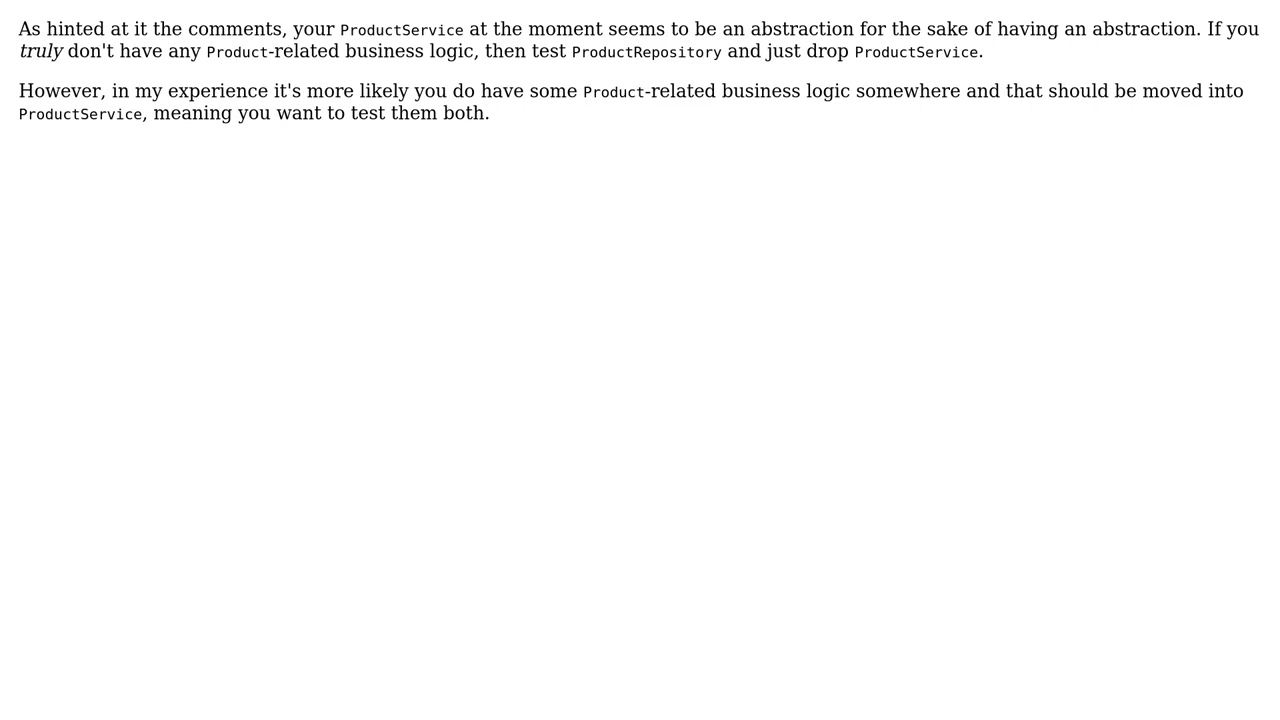 As hinted at it the comments, your ProductService at the moment seems to be an abstraction for the sake of having an abstraction. If you
truly don't have any Product-related business logic, then test ProductRepository and just drop ProductService.
However, in my experience it's more likely you do have some Product-related business logic somewhere and that should be moved into
ProductService, meaning you want to test them both.